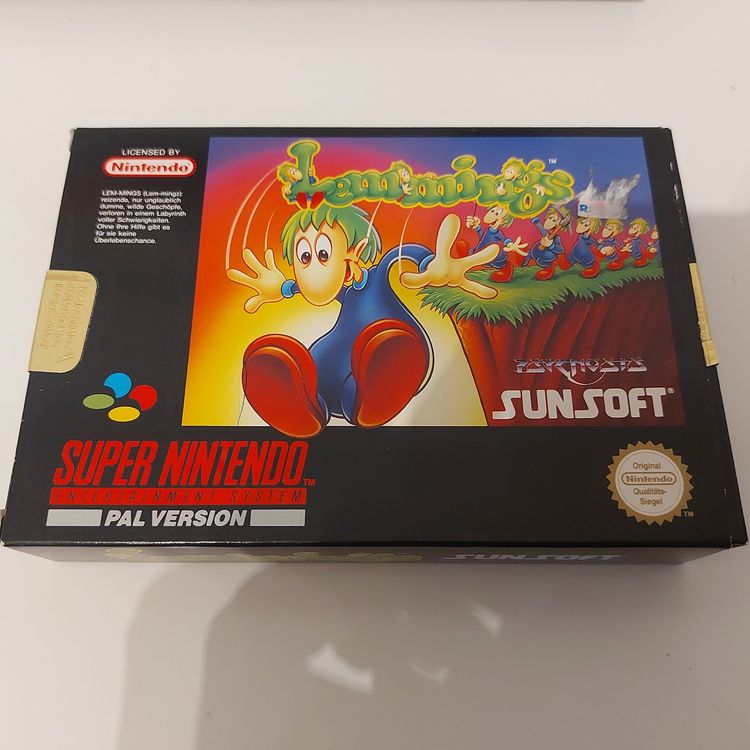 LICENSED BY
Nintendo
LEM-MINGS (Lem-mingz):
reizende, nur unglaublich
dumme, wilde Geschöpfe,
verloren in einem Labyrinth
voller Schwierigkeiten.
Ohne Ihre Hilfe gibt es
für sie keine
Überlebenschance.
Lemmings™
PSYGNOSIS
SUNSOFT®
SUPER NINTENDO™
ENTERTAINMENT SYSTEM
PAL VERSION
Original
Nintendo
Qualitäts-
Siegel
TM
Lemmings SUNSOFT